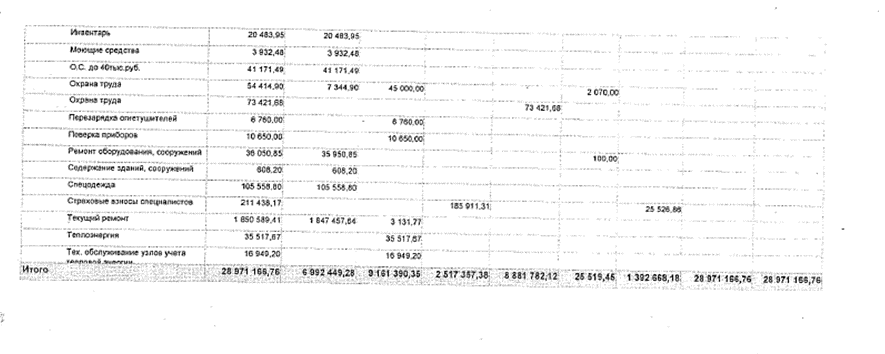 Инвентарь 20 483,95 20 483,95
Моющие средства 3 932,48 3 932,48
О.С. до 40тыс.руб. 41 171,49 41 171,49
Охрана труда 54 414,90 7 344,90 45 000,00 2 070,00
Охрана труда 73 421,68 73 421,68
Перезарядка огнетушителей 6 760,00 6 760,00
Поверка приборов 10 650,00 10 650,00
Ремонт оборудования, сооружений 36 050,85 35 950,85 100,00
Содержание зданий, сооружений 608,20 608,20
Спецодежда 105 558,80 105 558,80
Страховые взносы специалистов 211 438,17 185 911,31 25 526,86
Текущий ремонт 1 850 589,41 1 847 457,64 3 131,77
Теплоэнергия 35 517,67 35 517,67
Тех. обслуживание узлов учета 16 949,20 16 949,20
тепловой энергии
Итого 28 971 166,76 6 992 449,28 9 161 390,35 2 517 357,38 8 881 782,12 25 519,45 1 392 668,18 28 971 166,76 28 971 166,76